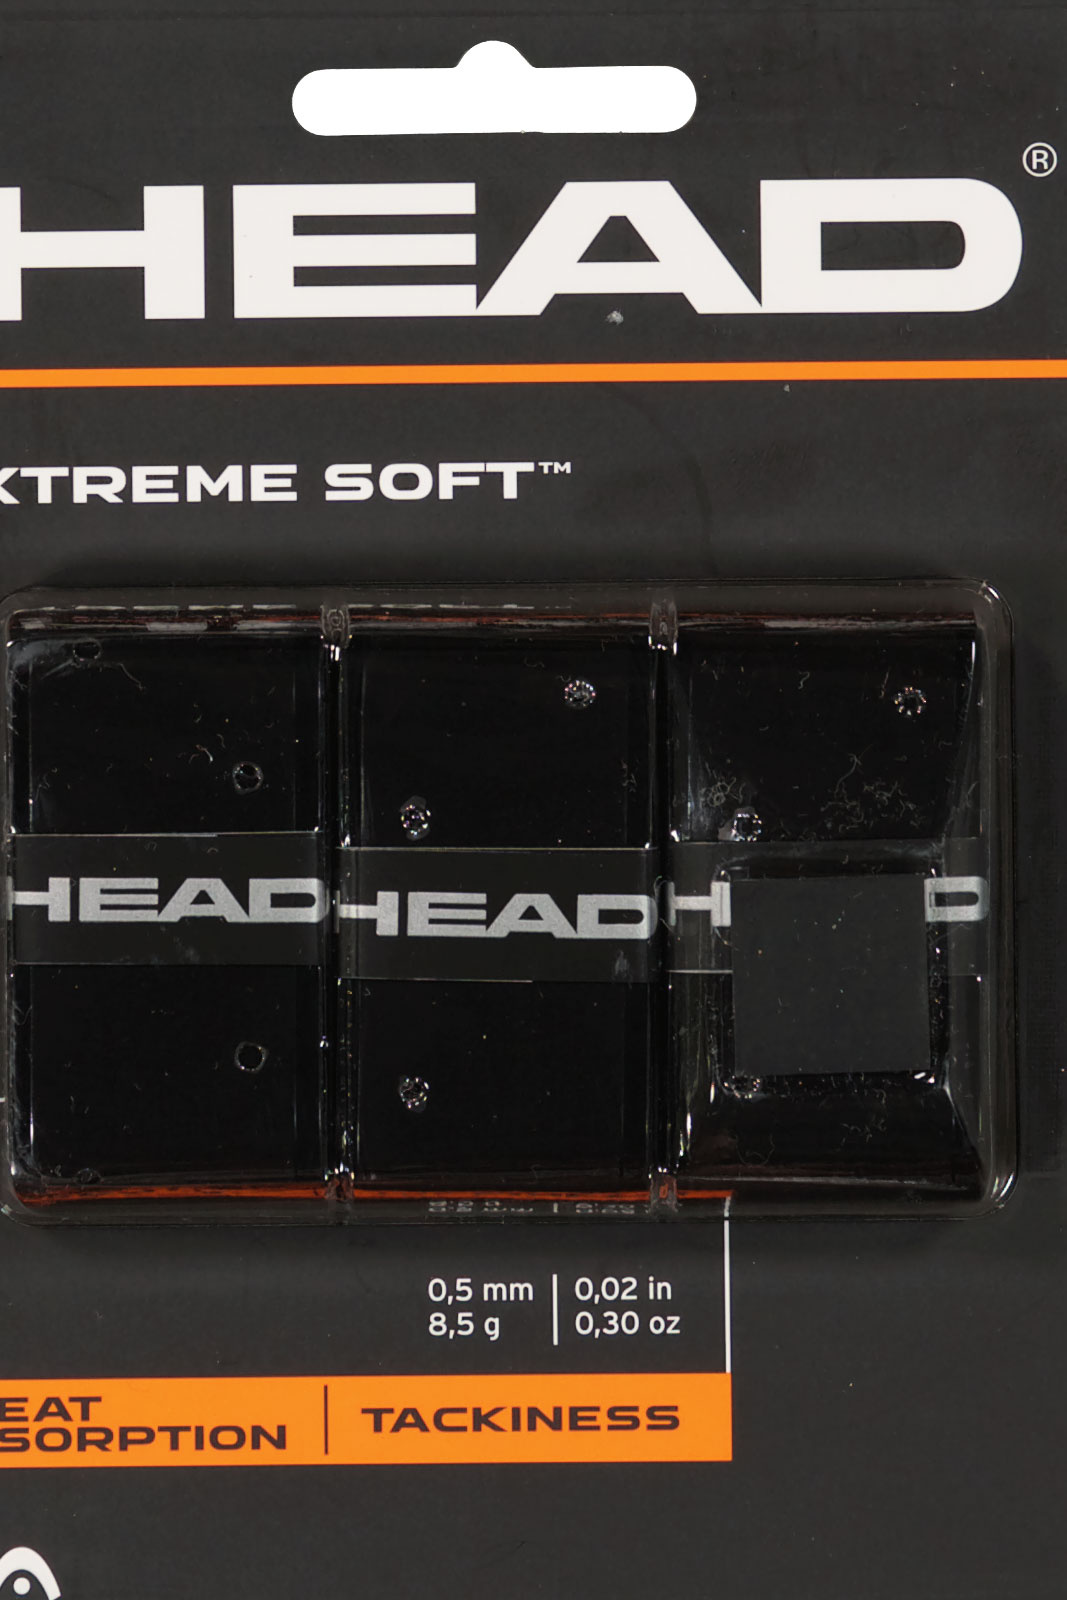 HEAD®
XTREME SOFT™
HEAD HEAD H D
0,5 mm | 0,02 in
8,5 g | 0,30 oz
EAT
SORPTION | TACKINESS